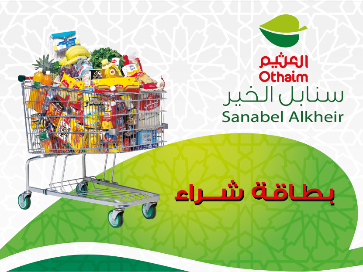 العثيم
Othaim
سنابل الخير
Sanabel Alkheir
بطاقة شراء